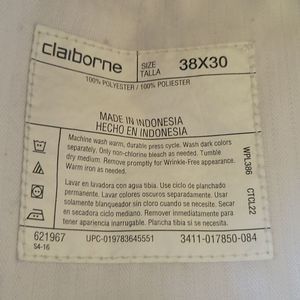 claiborne
SIZE
TALLA
38X30
100% POLYESTER / 100% POLIESTER
MADE IN INDONESIA
HECHO EN INDONESIA
Machine wash warm, durable press cycle. Wash dark colors
separately. Only non-chlorine bleach as needed. Tumble
dry medium. Remove promptly for Wrinkle-Free appearance.
Warm iron as needed.
Lavar en lavadora con agua tibia. Use ciclo de planchado
permanente. Lavar colores oscuros separadamente. Usar
solamente blanqueador sin cloro cuando se necesite. Secar
en secadora ciclo mediano. Remover prontamente para
tener apariencia inarrugable. Plancha tibia si se necesita.
WPL386
CTCL22
621967
UPC-019783645551
3411-017850-084
S4-16